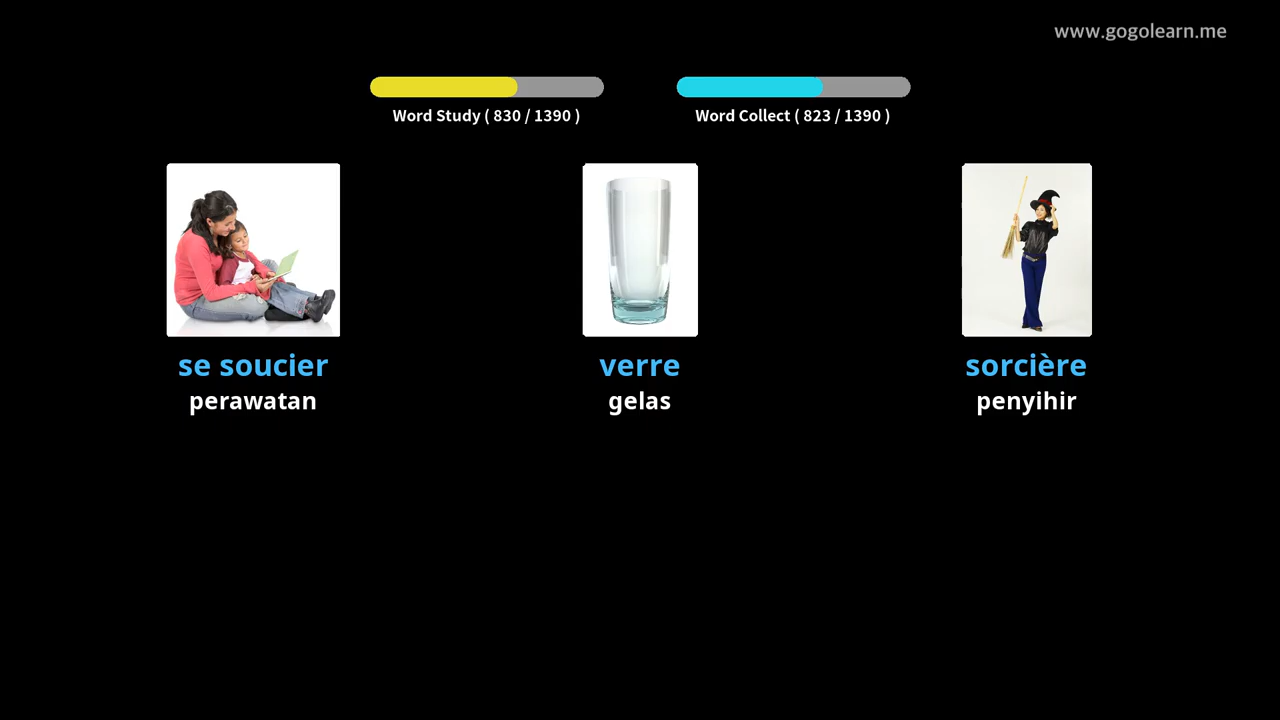 www.gogolearn.me
Word Study ( 830 / 1390 )
Word Collect ( 823 / 1390 )
se soucier
perawatan
verre
gelas
sorcière
penyihir